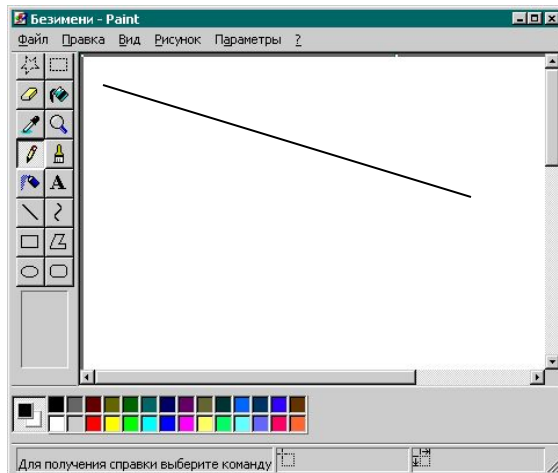 Безимени - Paint
Файл Правка Вид Рисунок Параметры ?
A
Для получения справки выберите команду